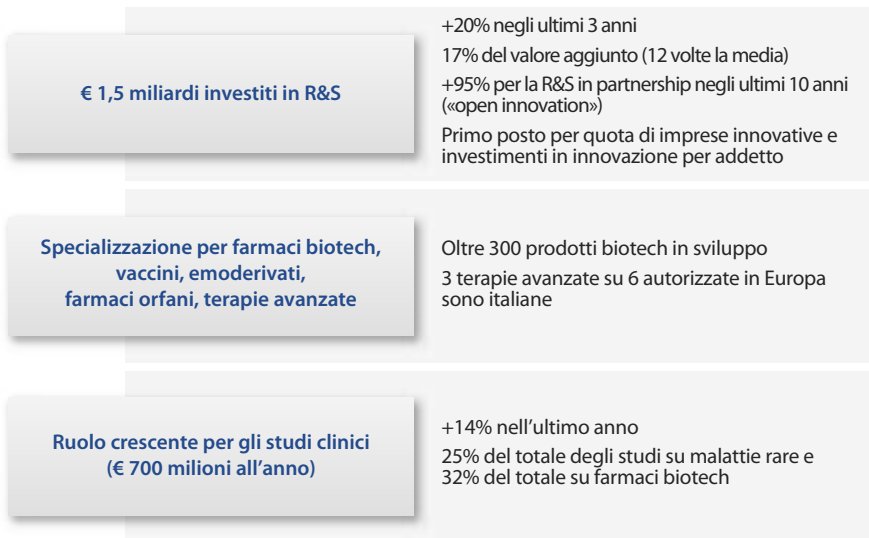 € 1,5 miliardi investiti in R&S
+20% negli ultimi 3 anni
17% del valore aggiunto (12 volte la media)
+95% per la R&S in partnership negli ultimi 10 anni
(«open innovation»)
Primo posto per quota di imprese innovative e
investimenti in innovazione per addetto
Specializzazione per farmaci biotech,
vaccini, emoderivati,
farmaci orfani, terapie avanzate
Oltre 300 prodotti biotech in sviluppo
3 terapie avanzate su 6 autorizzate in Europa
sono italiane
Ruolo crescente per gli studi clinici
(€ 700 milioni all’anno)
+14% nell’ultimo anno
25% del totale degli studi su malattie rare e
32% del totale su farmaci biotech